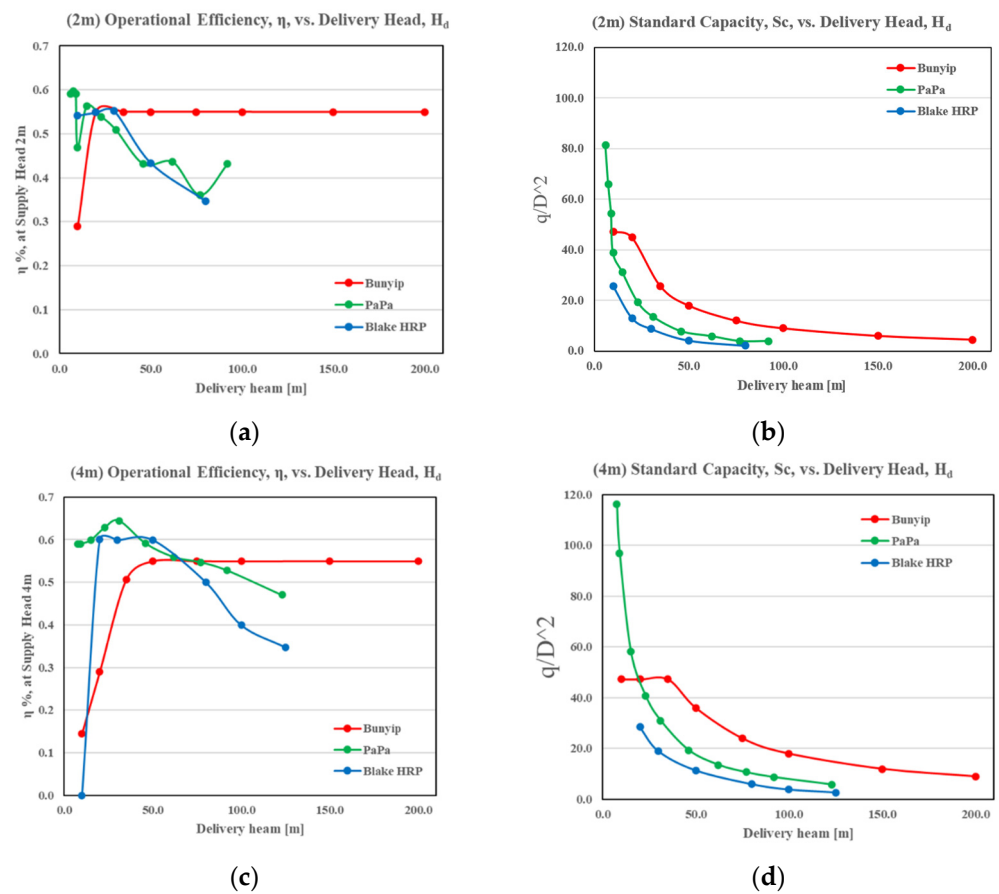 (2m) Operational Efficiency, η, vs. Delivery Head, Hd
0.7
0.6
0.5
0.4
0.3
0.2
0.1
0.0
η %, at Supply Head 2m
Bunyip
PaPa
Blake HRP
0.0 50.0 100.0 150.0 200.0
Delivery heam [m]
(a)
(2m) Standard Capacity, Sc, vs. Delivery Head, Hd
120.0
100.0
80.0
60.0
40.0
20.0
0.0
q/D^2
Bunyip
PaPa
Blake HRP
0.0 50.0 100.0 150.0 200.0
Delivery heam [m]
(b)
(4m) Operational Efficiency, η, vs. Delivery Head, Hd
0.7
0.6
0.5
0.4
0.3
0.2
0.1
0.0
η %, at Supply Head 4m
Bunyip
PaPa
Blake HRP
0.0 50.0 100.0 150.0 200.0
Delivery heam [m]
(c)
(4m) Standard Capacity, Sc, vs. Delivery Head, Hd
120.0
100.0
80.0
60.0
40.0
20.0
0.0
q/D^2
Bunyip
PaPa
Blake HRP
0.0 50.0 100.0 150.0 200.0
Delivery heam [m]
(d)